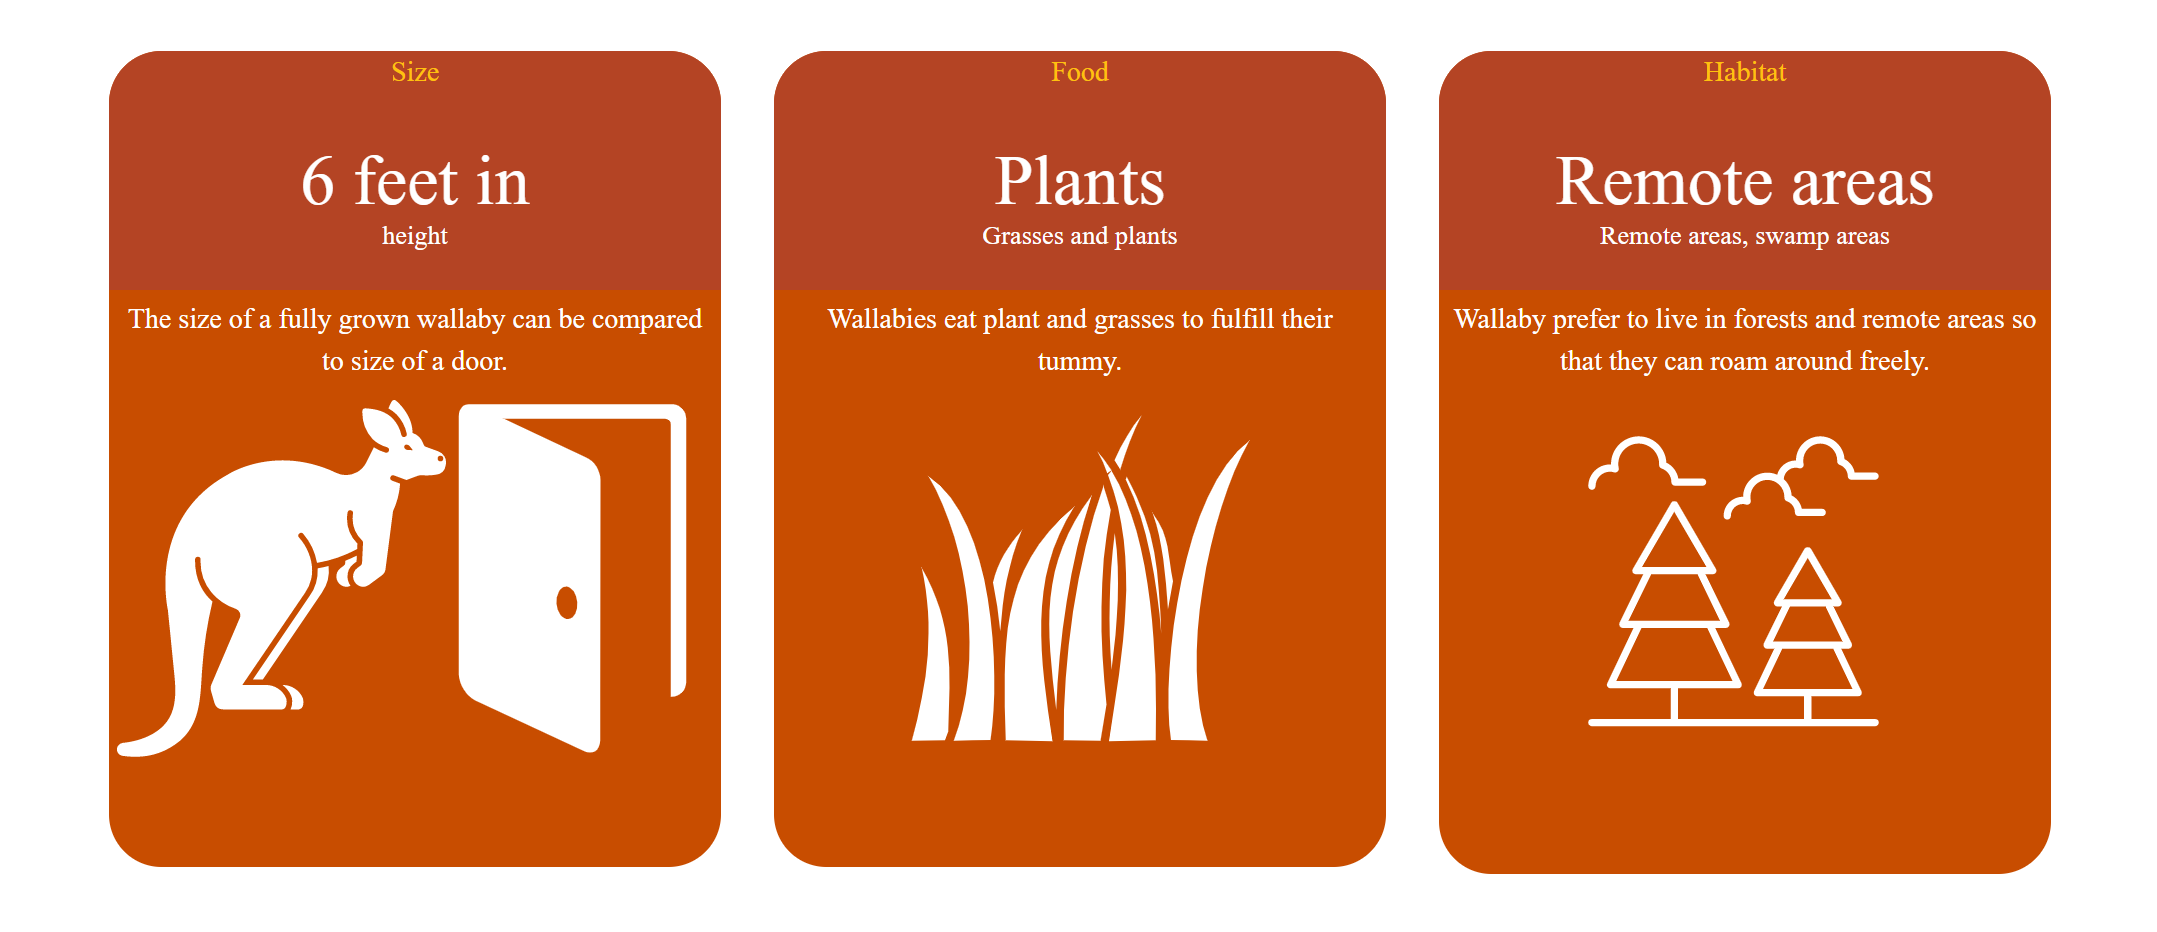 Size
6 feet in
height
The size of a fully grown wallaby can be compared
to size of a door.
Food
Plants
Grasses and plants
Wallabies eat plant and grasses to fulfill their
tummy.
Habitat
Remote areas
Remote areas, swamp areas
Wallaby prefer to live in forests and remote areas so
that they can roam around freely.